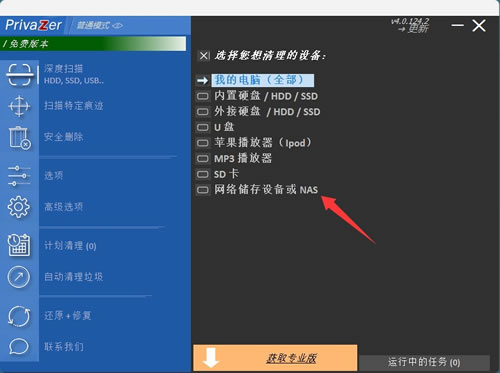 PrivaZer 普通模式
v4.0.124.2
更新
免费版本
选择您想清理的设备:
深度扫描
HDD, SSD, USB..
扫描特定痕迹
安全删除
选项
高级选项
计划清理 (0)
自动清理垃圾
还原 + 修复
联系我们
我的电脑（全部）
内置硬盘 / HDD / SSD
外接硬盘 / HDD / SSD
U 盘
苹果播放器（Ipod）
MP3 播放器
SD 卡
网络储存设备或 NAS
获取专业版
运行中的任务 (0)